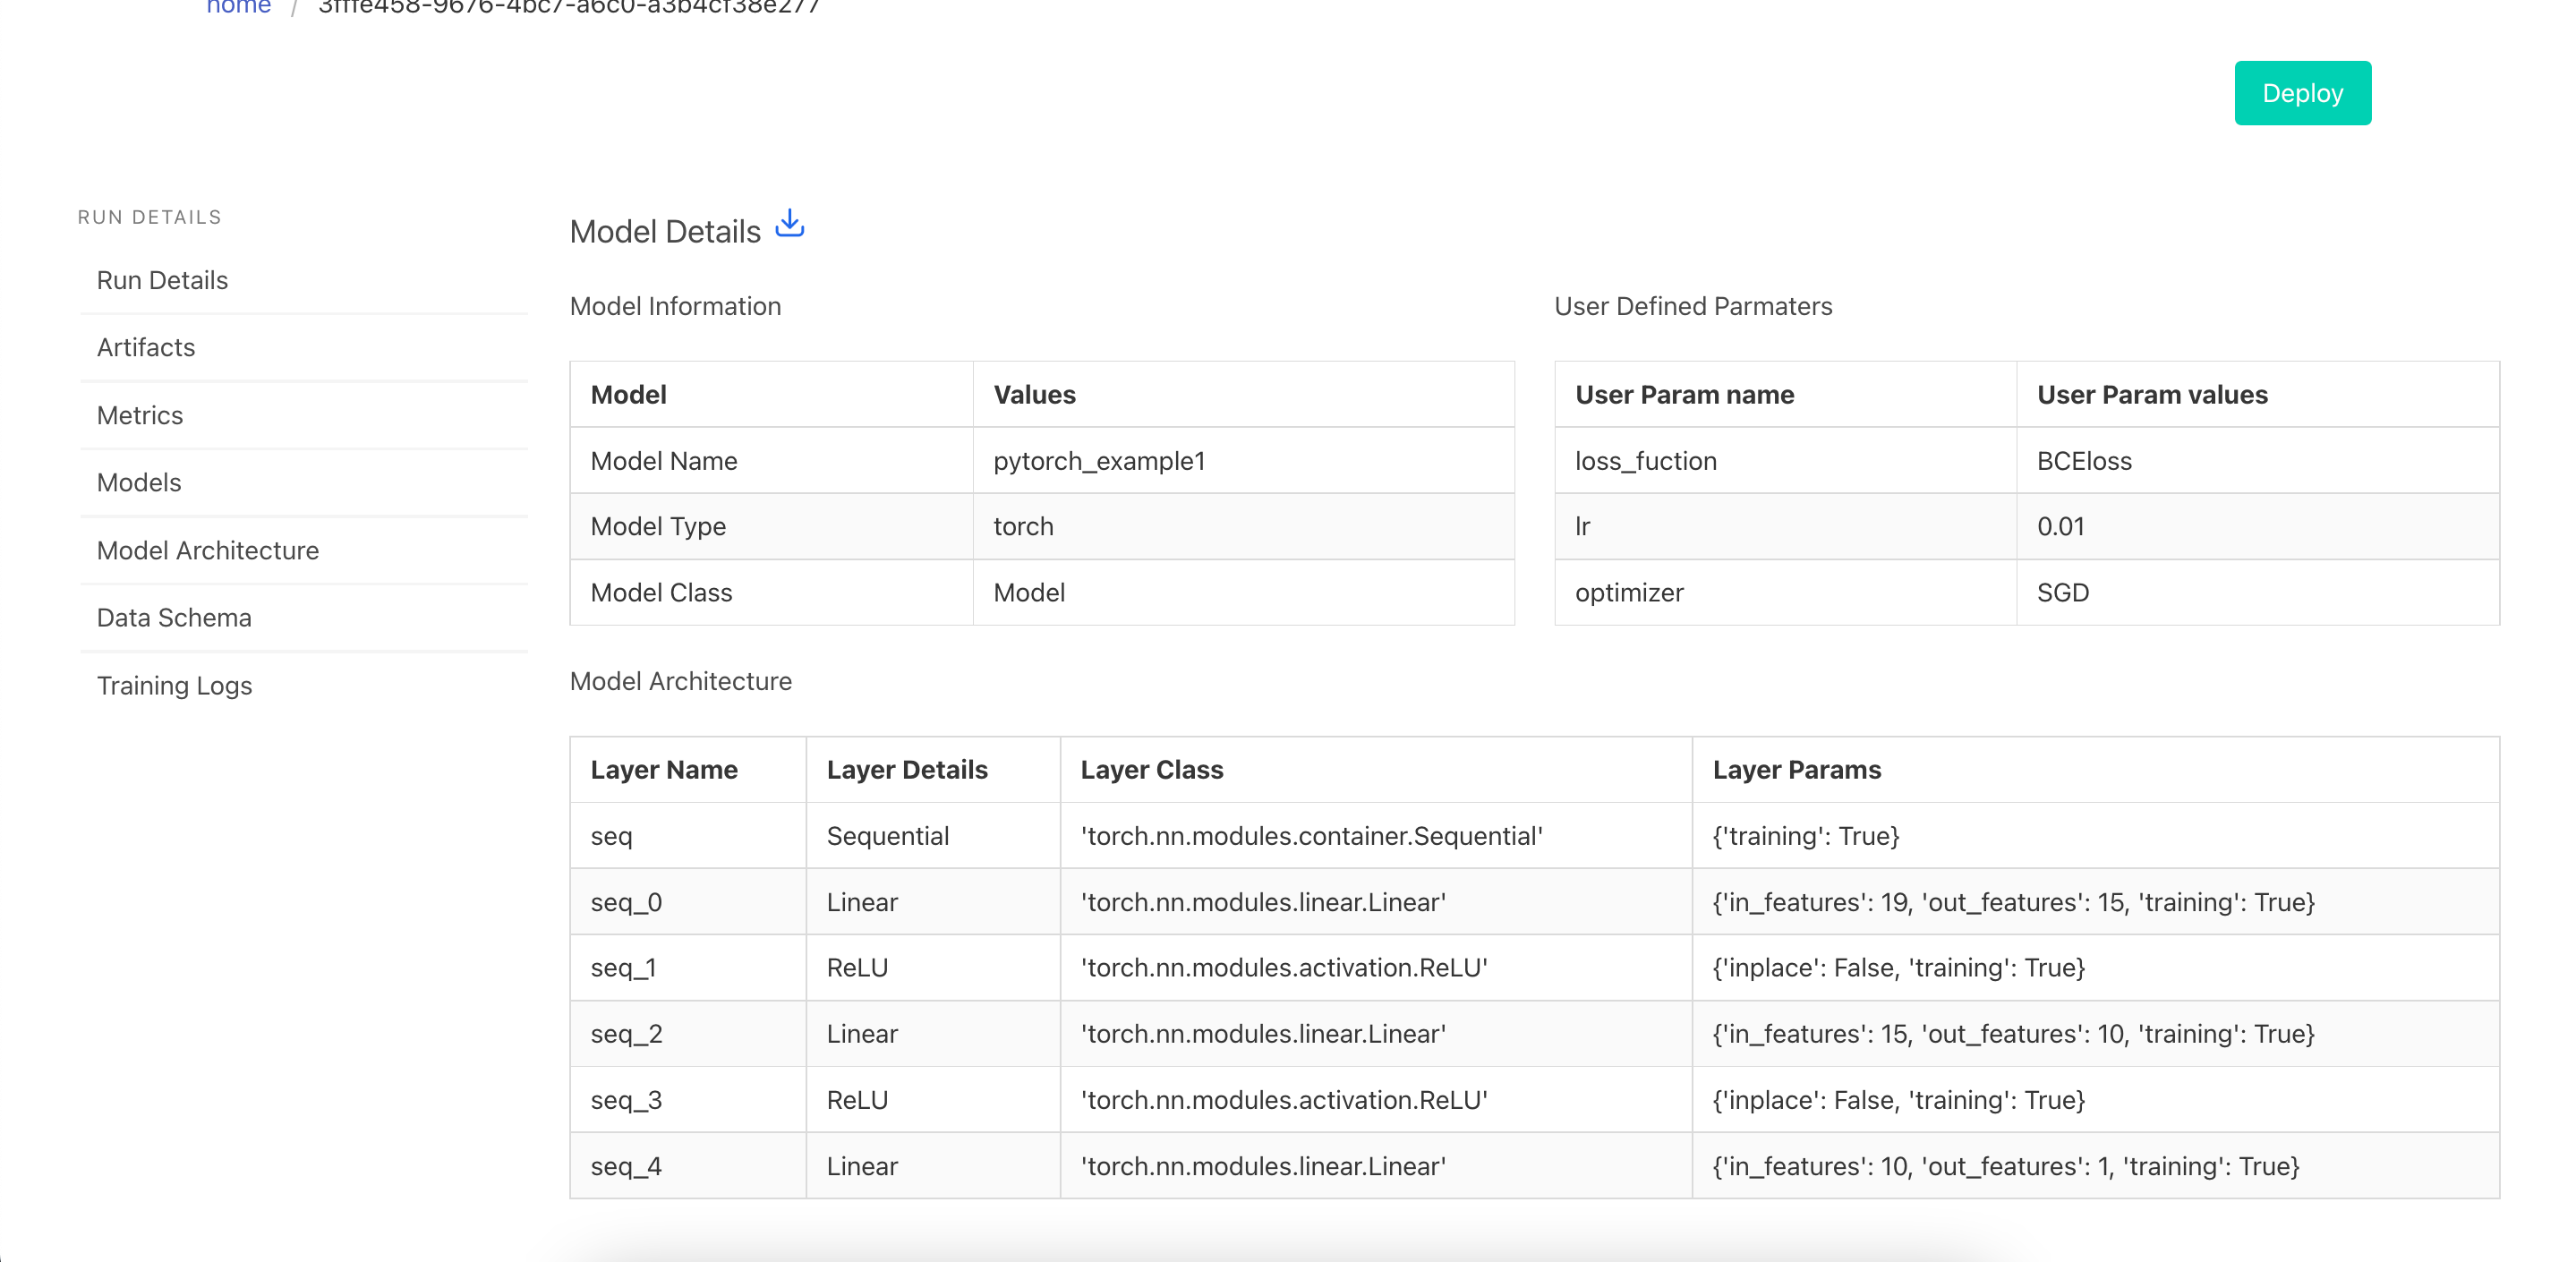 home / 3fffe458-9676-4bc7-a6c0-a3b4cf38e277
Deploy
RUN DETAILS
Run Details
Artifacts
Metrics
Models
Model Architecture
Data Schema
Training Logs
Model Details
Model Information
Model Values
Model Name pytorch_example1
Model Type torch
Model Class Model
User Defined Parmaters
User Param name User Param values
loss_fuction BCEloss
lr 0.01
optimizer SGD
Model Architecture
Layer Name Layer Details Layer Class Layer Params
seq Sequential 'torch.nn.modules.container.Sequential' {'training': True}
seq_0 Linear 'torch.nn.modules.linear.Linear' {'in_features': 19, 'out_features': 15, 'training': True}
seq_1 ReLU 'torch.nn.modules.activation.ReLU' {'inplace': False, 'training': True}
seq_2 Linear 'torch.nn.modules.linear.Linear' {'in_features': 15, 'out_features': 10, 'training': True}
seq_3 ReLU 'torch.nn.modules.activation.ReLU' {'inplace': False, 'training': True}
seq_4 Linear 'torch.nn.modules.linear.Linear' {'in_features': 10, 'out_features': 1, 'training': True}